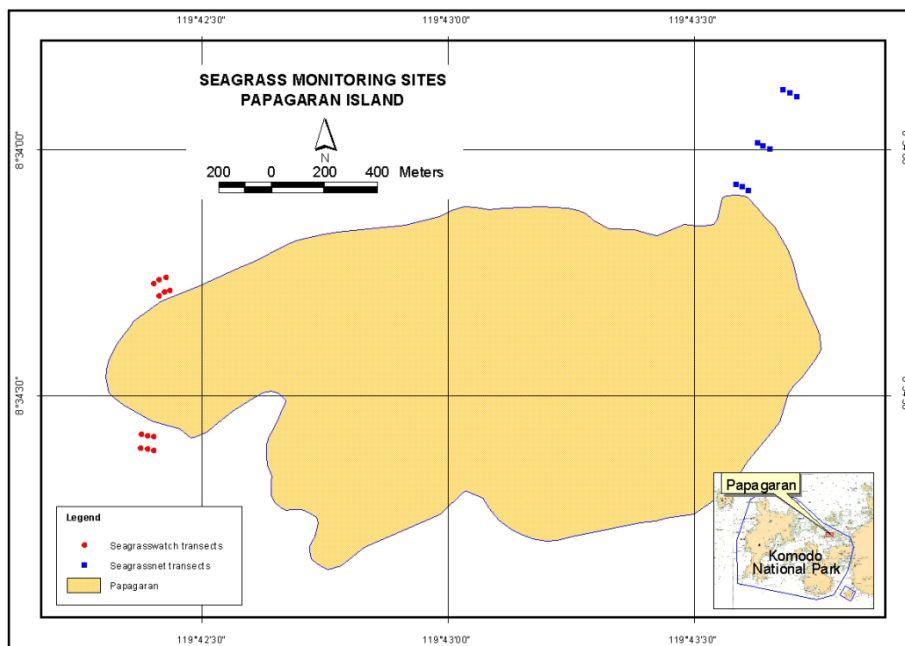 119°42'30" 119°43'00" 119°43'30"
SEAGRASS MONITORING SITES
PAPAGARAN ISLAND
N
200 0 200 400 Meters
8°34'00"
8°34'30"
Legend
Seagrasswatch transects
Seagrassnet transects
Papagaran
Papagaran
Komodo
National Park
119°42'30" 119°43'00" 119°43'30"